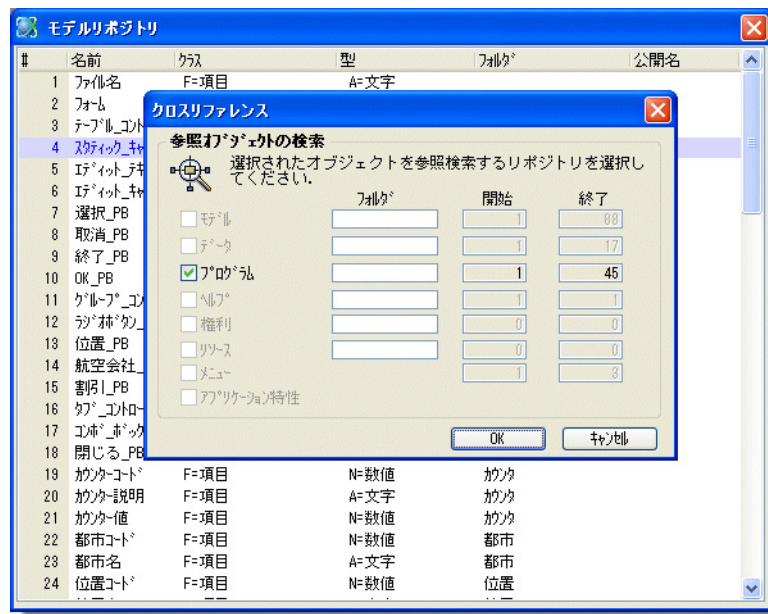 モデルリポジトリ
# 名前 クラス 型 フォルダ 公開名
1 ファイル名 F=項目 A=文字
2 フォーム
3 テーブル_コント
4 スタティック_キャ
5 エディット_テキ
6 エディット_キャ
7 選択_PB
8 取消_PB
9 終了_PB
10 OK_PB
11 グループ_コン
12 ラジオボタン_
13 位置_PB
14 航空会社_
15 割引_PB
16 タブ_コントロー
17 コンボ_ボック
18 閉じる_PB
19 カウンターコード F=項目 N=数値 カウンタ
20 カウンター説明 F=項目 A=文字 カウンタ
21 カウンター値 F=項目 N=数値 カウンタ
22 都市コード F=項目 N=数値 都市
23 都市名 F=項目 A=文字 都市
24 位置コード F=項目 N=数値 位置
クロスリファレンス
参照オブジェクトの検索
選択されたオブジェクトを参照検索するリポジトリを選択し
てください.
フォルダ 開始 終了
モデル 1 88
データ 1 17
プログラム 1 45
ヘルプ 1 1
権利 0 0
リソース 0 0
メニュー 1 3
アプリケーション特性
OK キャンセル